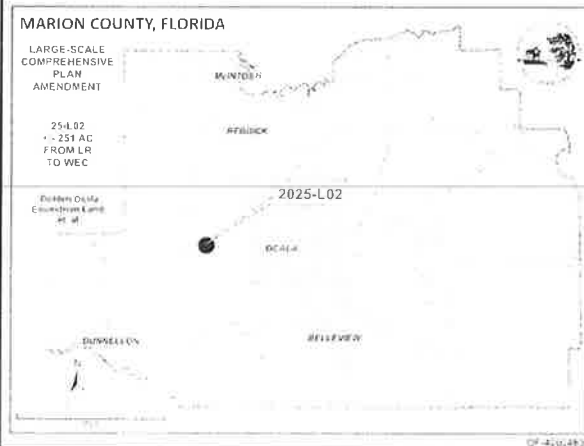 MARION COUNTY, FLORIDA
LARGE-SCALE
COMPREHENSIVE
PLAN
AMENDMENT
McINTOSH
25-L02
+-251 AC
FROM LR
TO WEC
REDDICK
Golden Ocala
Equestrian Land
et al
2025-L02
OCALA
DUNNELLON
BELLEVIEW
N